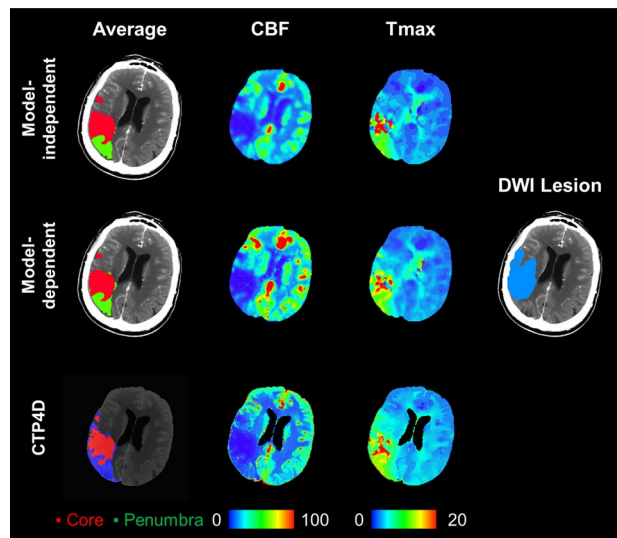 Average CBF Tmax
Model-
independent
DWI Lesion
Model-
dependent
CTP4D
▪ Core ▪ Penumbra 0 100 0 20